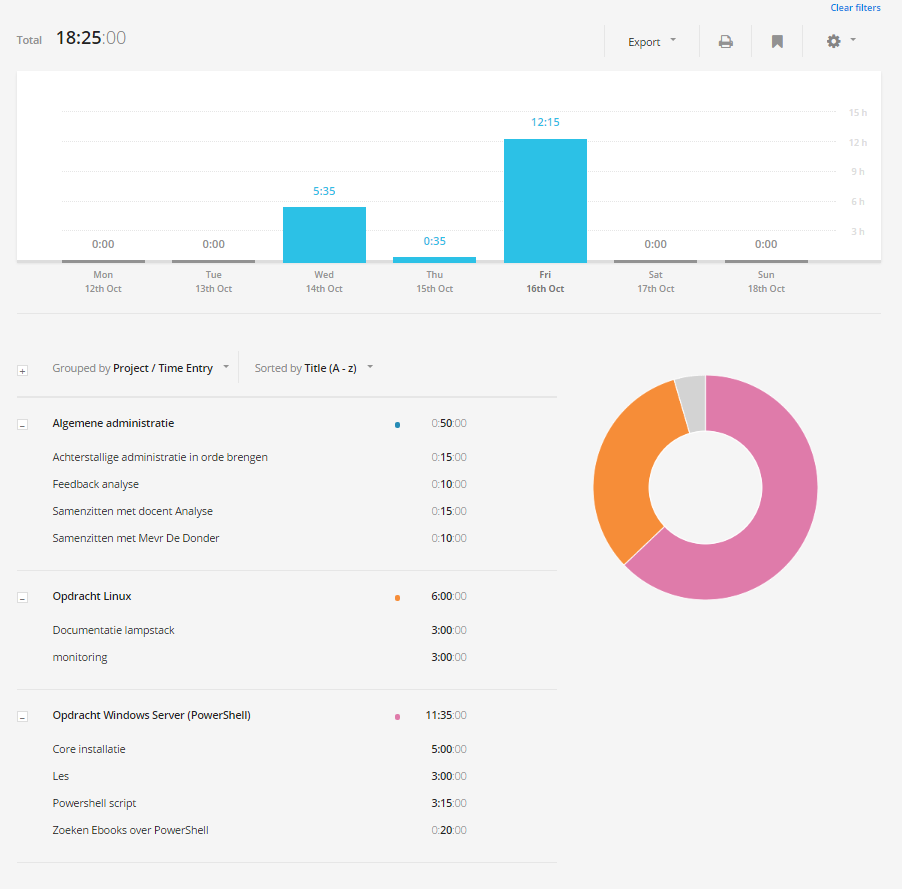 Clear filters
Total 18:25:00
Export
15 h
12:15
12 h
9 h
5:35
6 h
0:00 0:00 0:35 0:00 0:00
3 h
Mon Tue Wed Thu Fri Sat Sun
12th Oct 13th Oct 14th Oct 15th Oct 16th Oct 17th Oct 18th Oct
Grouped by Project / Time Entry Sorted by Title (A - z)
Algemene administratie 0:50:00
Achterstallige administratie in orde brengen 0:15:00
Feedback analyse 0:10:00
Samenzitten met docent Analyse 0:15:00
Samenzitten met Mevr De Donder 0:10:00
Opdracht Linux 6:00:00
Documentatie lampstack 3:00:00
monitoring 3:00:00
Opdracht Windows Server (PowerShell) 11:35:00
Core installatie 5:00:00
Les 3:00:00
Powershell script 3:15:00
Zoeken Ebooks over PowerShell 0:20:00